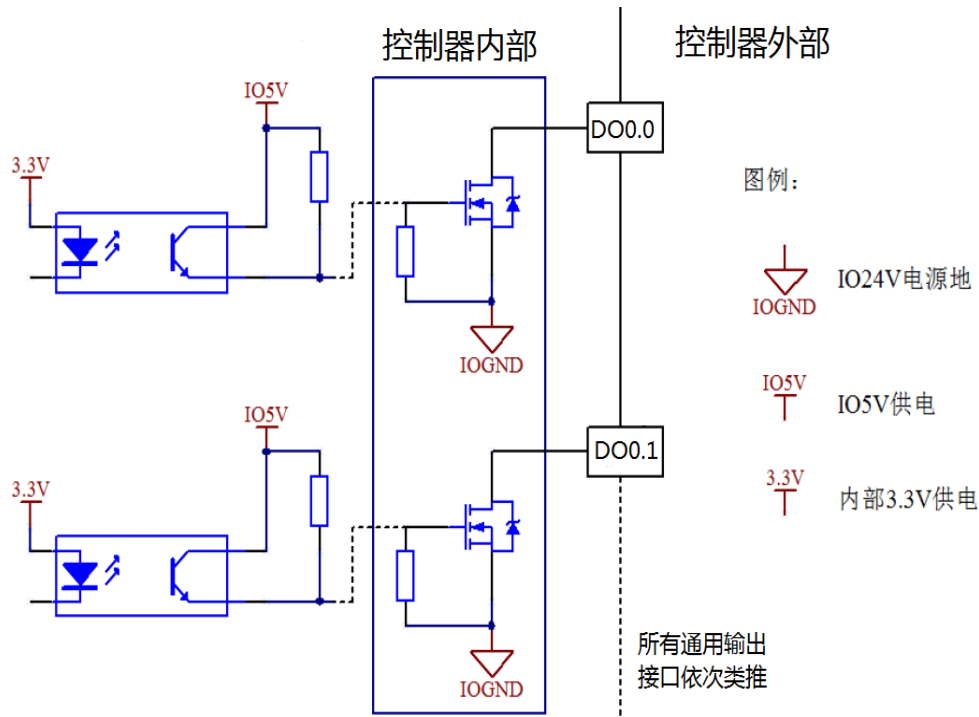 控制器内部
控制器外部
IO5V
DO0.0
3.3V
图例：
IO24V电源地
IOGND
IOGND
IO5V
IO5V供电
IO5V
DO0.1
3.3V
3.3V
内部3.3V供电
所有通用输出
接口依次类推
IOGND